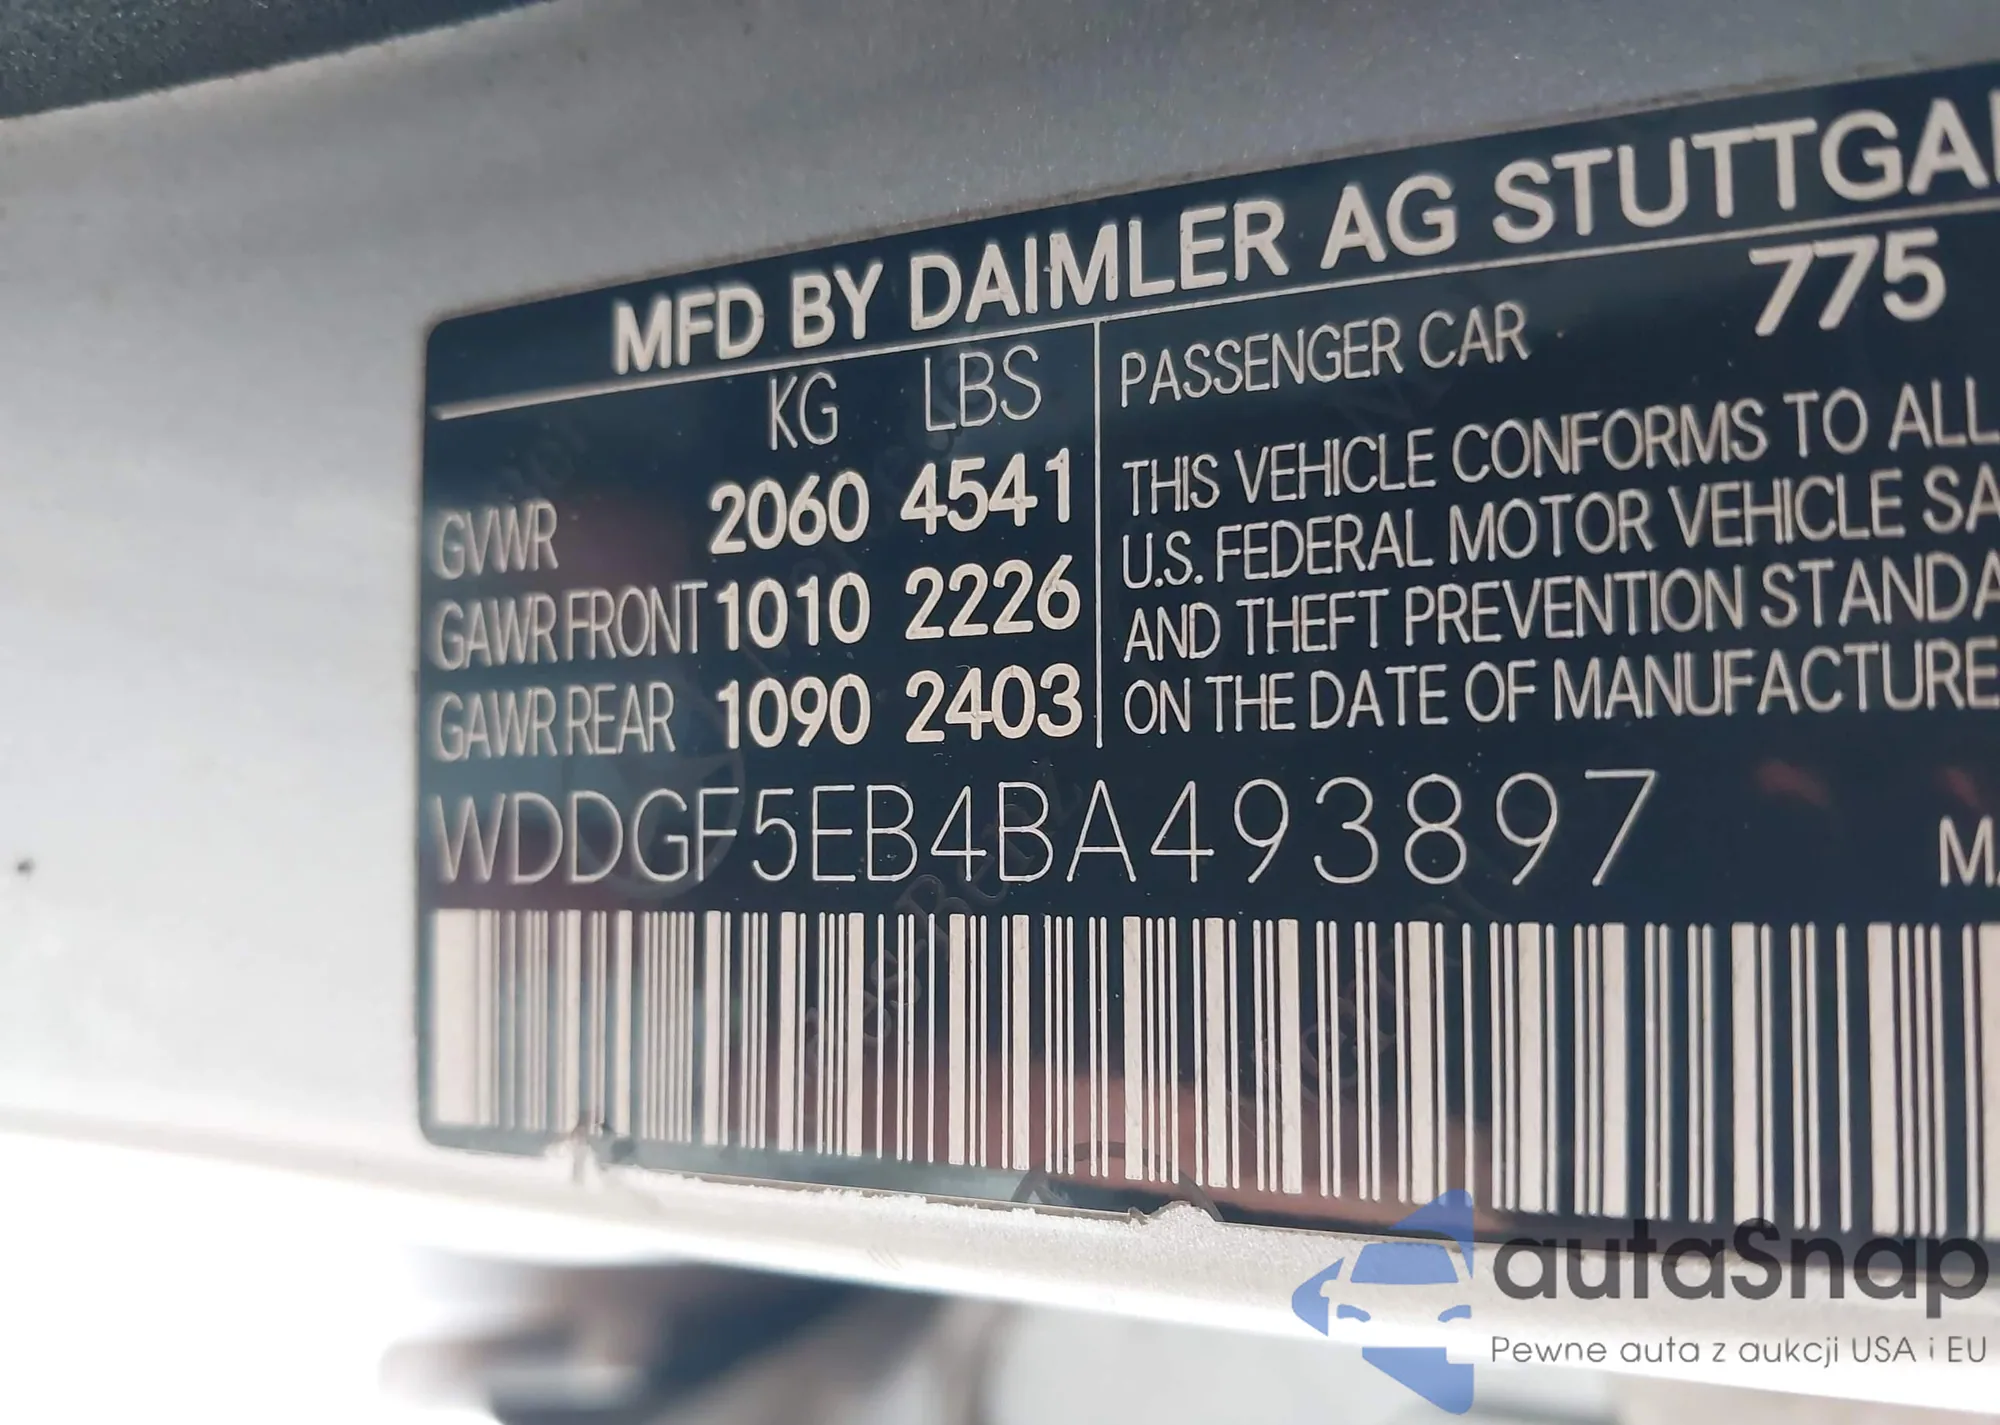 MFD BY DAIMLER AG STUTTGA
775
KG LBS
GVWR 2060 4541
GAWR FRONT 1010 2226
GAWR REAR 1090 2403
PASSENGER CAR
THIS VEHICLE CONFORMS TO ALL
U.S. FEDERAL MOTOR VEHICLE SA
AND THEFT PREVENTION STANDA
ON THE DATE OF MANUFACTURE
WDDGF5EB4BA493897
autaSnap
Pewne auta z aukcji USA i EU